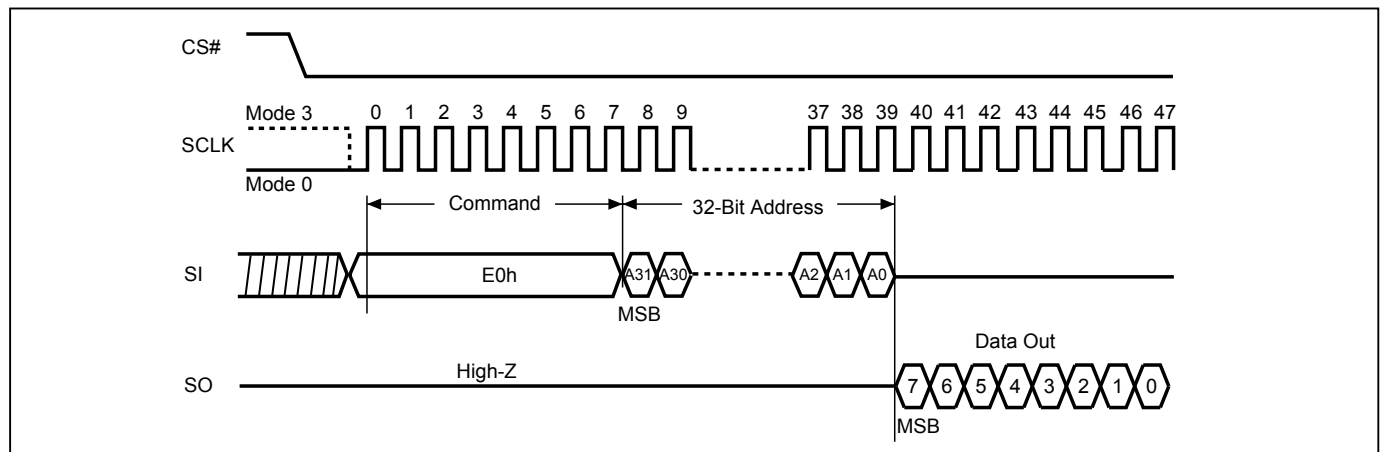 CS#
Mode 3
0 1 2 3 4 5 6 7 8 9 37 38 39 40 41 42 43 44 45 46 47
SCLK
Mode 0
Command
32-Bit Address
SI
E0h
A31 A30 A2 A1 A0
MSB
Data Out
High-Z
SO
7 6 5 4 3 2 1 0
MSB